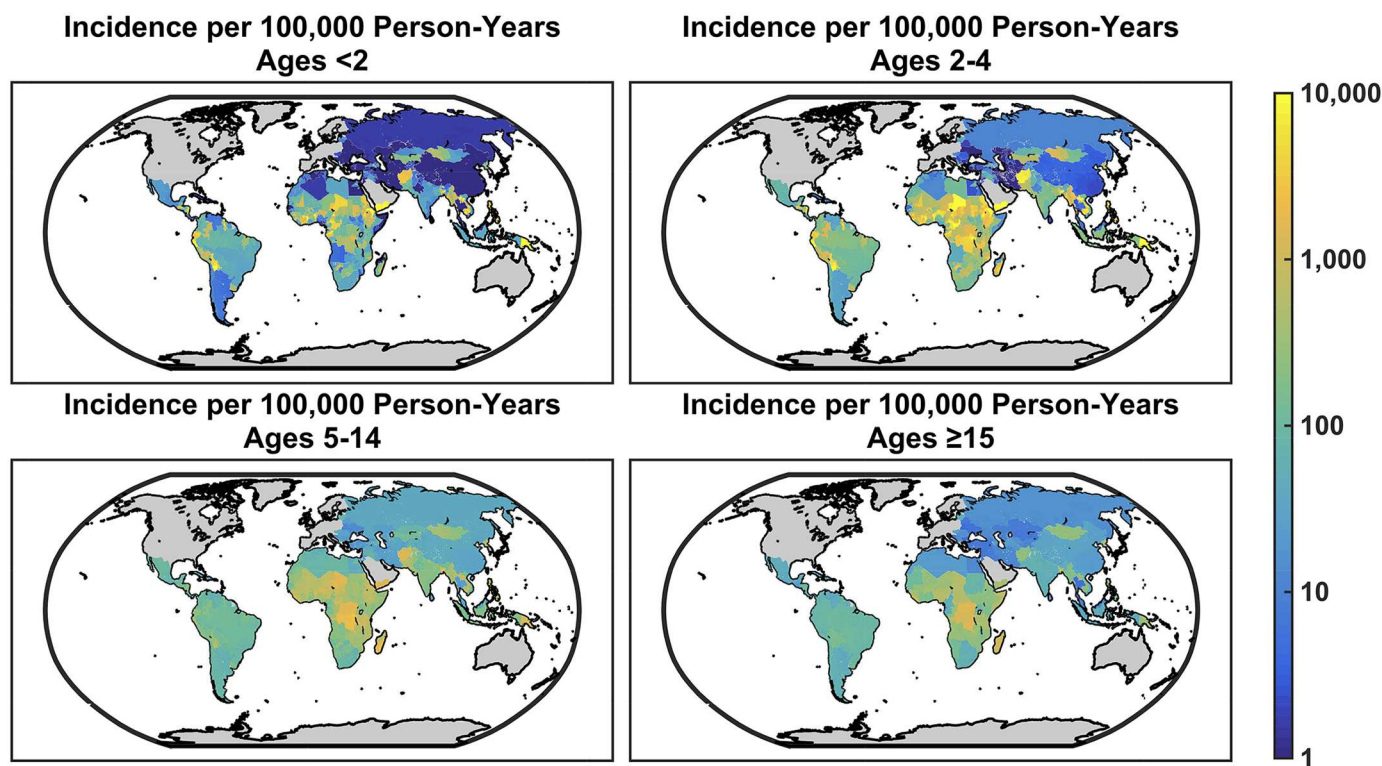 Incidence per 100,000 Person-Years
Ages <2
Incidence per 100,000 Person-Years
Ages 2-4
Incidence per 100,000 Person-Years
Ages 5-14
Incidence per 100,000 Person-Years
Ages ≥15
10,000
1,000
100
10
1